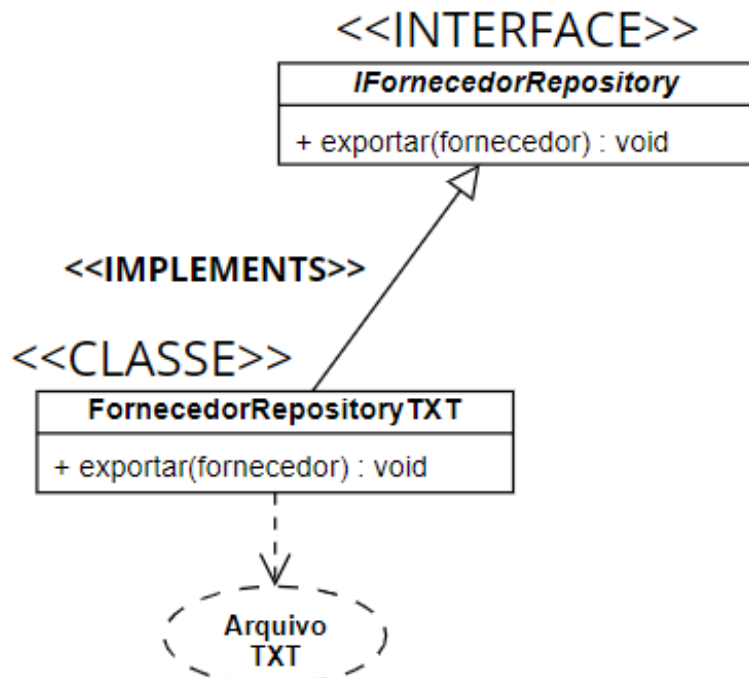 <<INTERFACE>>
IFornecedorRepository
+ exportar(fornecedor) : void
<<IMPLEMENTS>>
<<CLASSE>>
FornecedorRepositoryTXT
+ exportar(fornecedor) : void
Arquivo
TXT